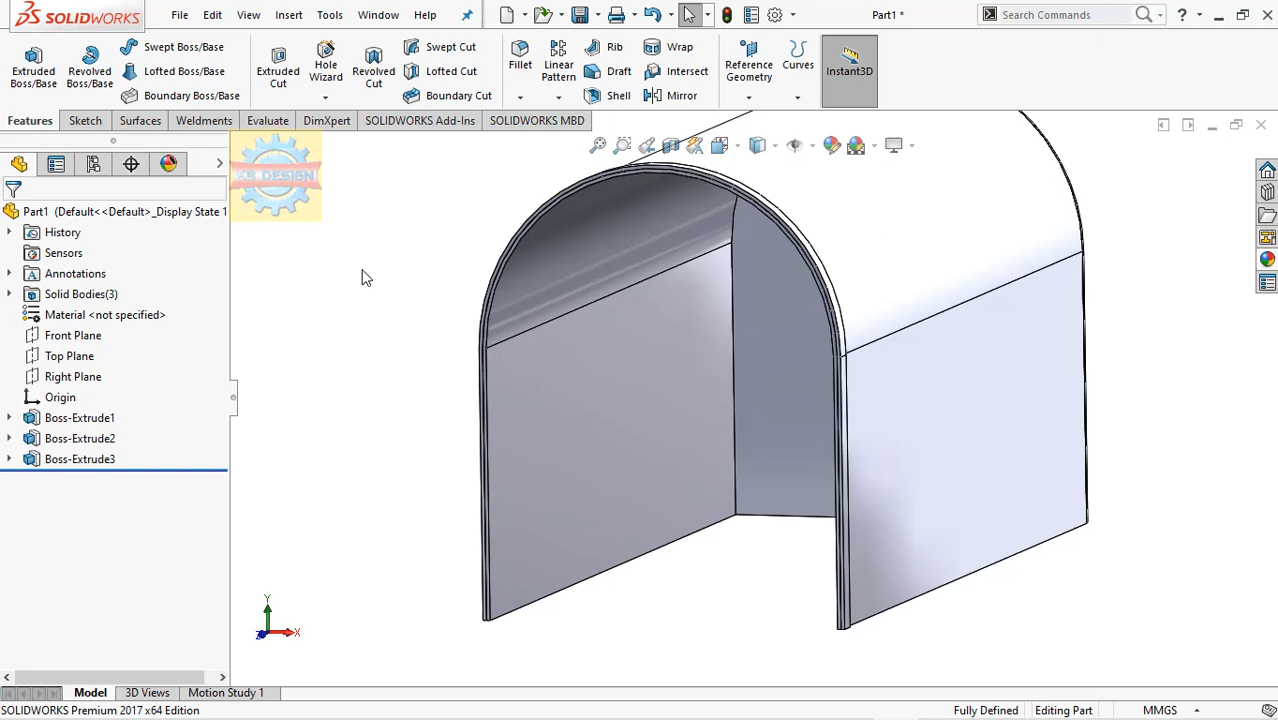 SOLIDWORKS File Edit View Insert Tools Window Help Part1 * Search Commands ?
Extruded Boss/Base Revolved Boss/Base Swept Boss/Base Lofted Boss/Base Boundary Boss/Base Extruded Cut Hole Wizard Revolved Cut Swept Cut Lofted Cut Boundary Cut Fillet Linear Pattern Rib Draft Shell Wrap Intersect Mirror Reference Geometry Curves Instant3D
Features Sketch Surfaces Weldments Evaluate DimXpert SOLIDWORKS Add-Ins SOLIDWORKS MBD
KB DESIGN
Part1 (Default<<Default>_Display State 1
History
Sensors
Annotations
Solid Bodies(3)
Material <not specified>
Front Plane
Top Plane
Right Plane
Origin
Boss-Extrude1
Boss-Extrude2
Boss-Extrude3
Y
X
Z
Model 3D Views Motion Study 1
SOLIDWORKS Premium 2017 x64 Edition Fully Defined Editing Part MMGS